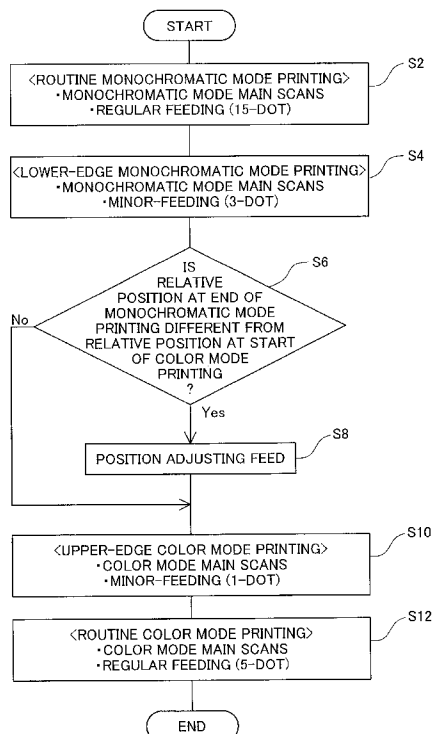 START
S2
<ROUTINE MONOCHROMATIC MODE PRINTING>
・MONOCHROMATIC MODE MAIN SCANS
・REGULAR FEEDING (15-DOT)
S4
<LOWER-EDGE MONOCHROMATIC MODE PRINTING>
・MONOCHROMATIC MODE MAIN SCANS
・MINOR-FEEDING (3-DOT)
S6
IS
RELATIVE
POSITION AT END OF
MONOCHROMATIC MODE
PRINTING DIFFERENT FROM
RELATIVE POSITION AT START
OF COLOR MODE
PRINTING
?
No
Yes
S8
POSITION ADJUSTING FEED
S10
<UPPER-EDGE COLOR MODE PRINTING>
・COLOR MODE MAIN SCANS
・MINOR-FEEDING (1-DOT)
S12
<ROUTINE COLOR MODE PRINTING>
・COLOR MODE MAIN SCANS
・REGULAR FEEDING (5-DOT)
END